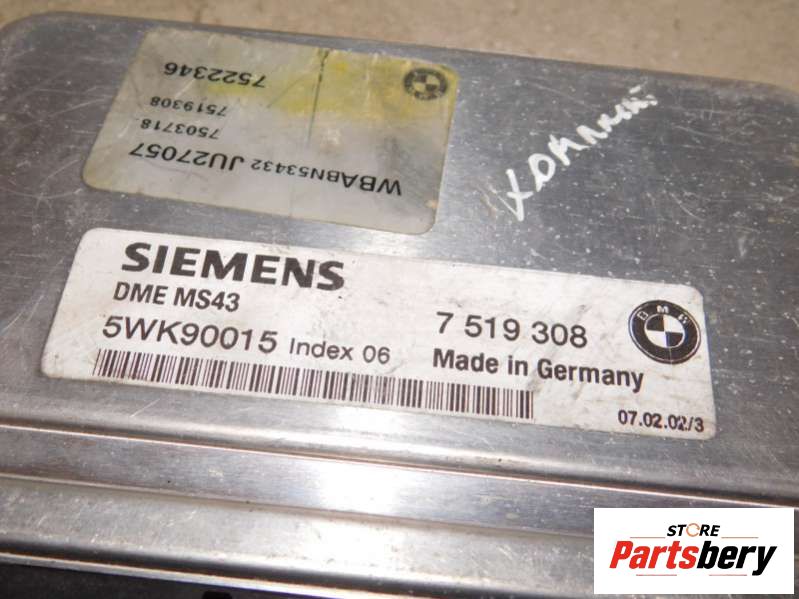 7522346
7519308
7503718
WBABN53432 JU27057
SIEMENS
DME MS43
5WK90015 Index 06
7 519 308
Made in Germany
BMW
07.02.02/3
STORE
Partsbery